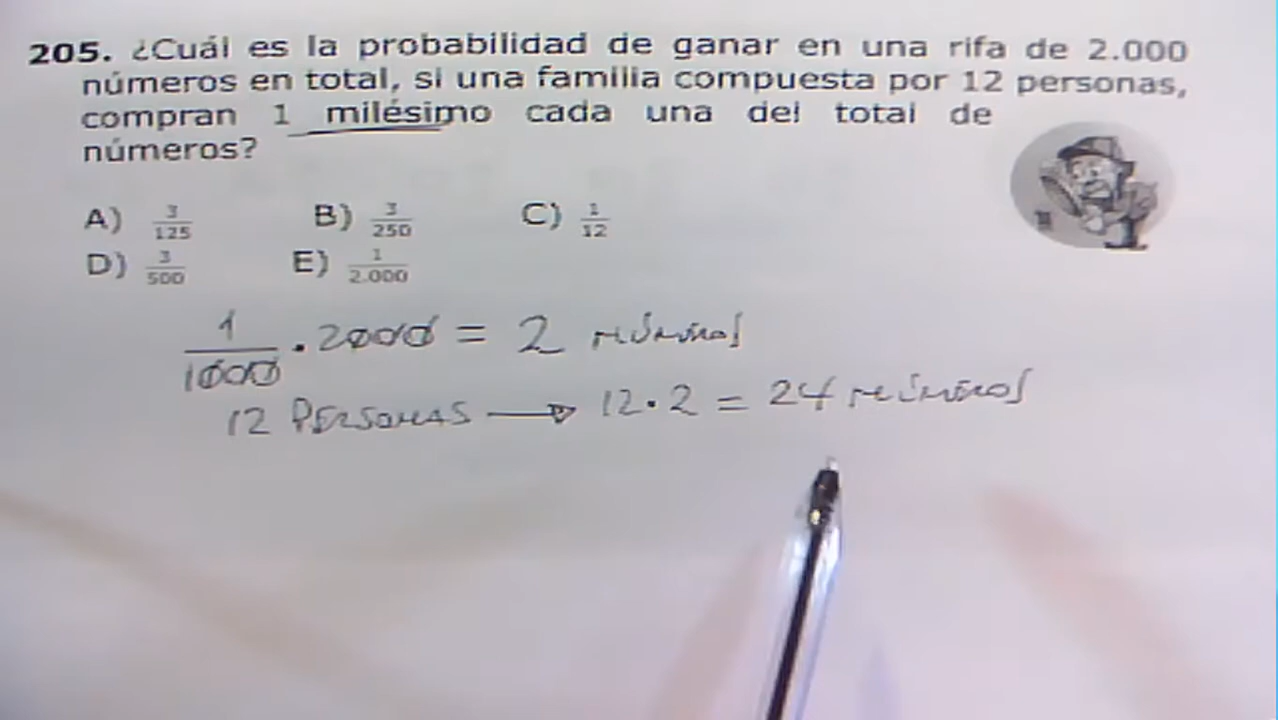 205. ¿Cuál es la probabilidad de ganar en una rifa de 2.000
números en total, si una familia compuesta por 12 personas,
compran 1 milésimo cada una del total de
números?
A) 3/125 B) 3/250 C) 1/12
D) 3/500 E) 1/2.000
1/1000 · 2000 = 2 números
12 PERSONAS → 12·2 = 24 números